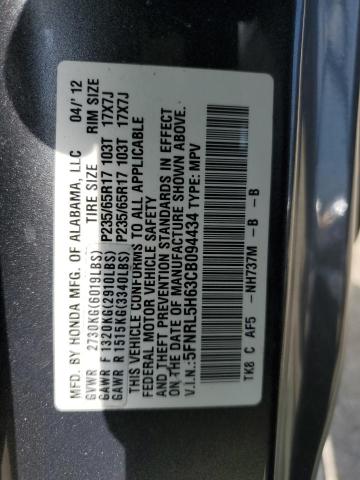 MFD. BY HONDA MFG. OF ALABAMA, LLC 04/'12
GVWR 2730KG(6019LBS) TIRE SIZE RIM SIZE
GAWR F 1320KG(2910LBS) P235/65R17 103T 17X7J
GAWR R 1515KG(3340LBS) P235/65R17 103T 17X7J
THIS VEHICLE CONFORMS TO ALL APPLICABLE
FEDERAL MOTOR VEHICLE SAFETY
AND THEFT PREVENTION STANDARDS IN EFFECT
ON THE DATE OF MANUFACTURE SHOWN ABOVE.
V.I.N.: 5FNRL5H63CB094434 TYPE: MPV
TK8 C AF5 -NH737M -B -B